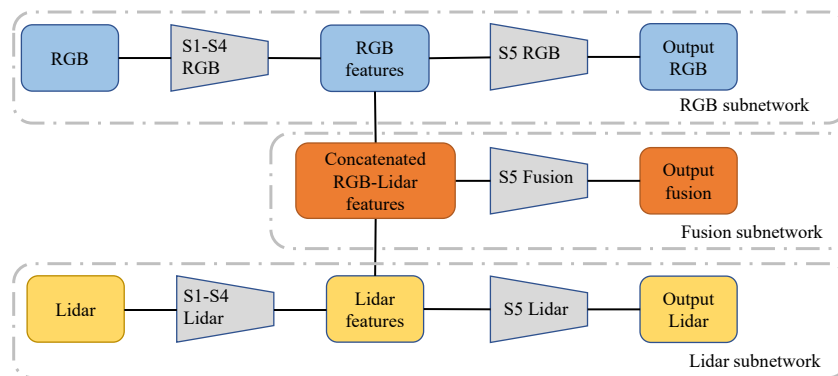 RGB
S1-S4
RGB
RGB
features
S5 RGB
Output
RGB
RGB subnetwork
Concatenated
RGB-Lidar
features
S5 Fusion
Output
fusion
Fusion subnetwork
Lidar
S1-S4
Lidar
Lidar
features
S5 Lidar
Output
Lidar
Lidar subnetwork